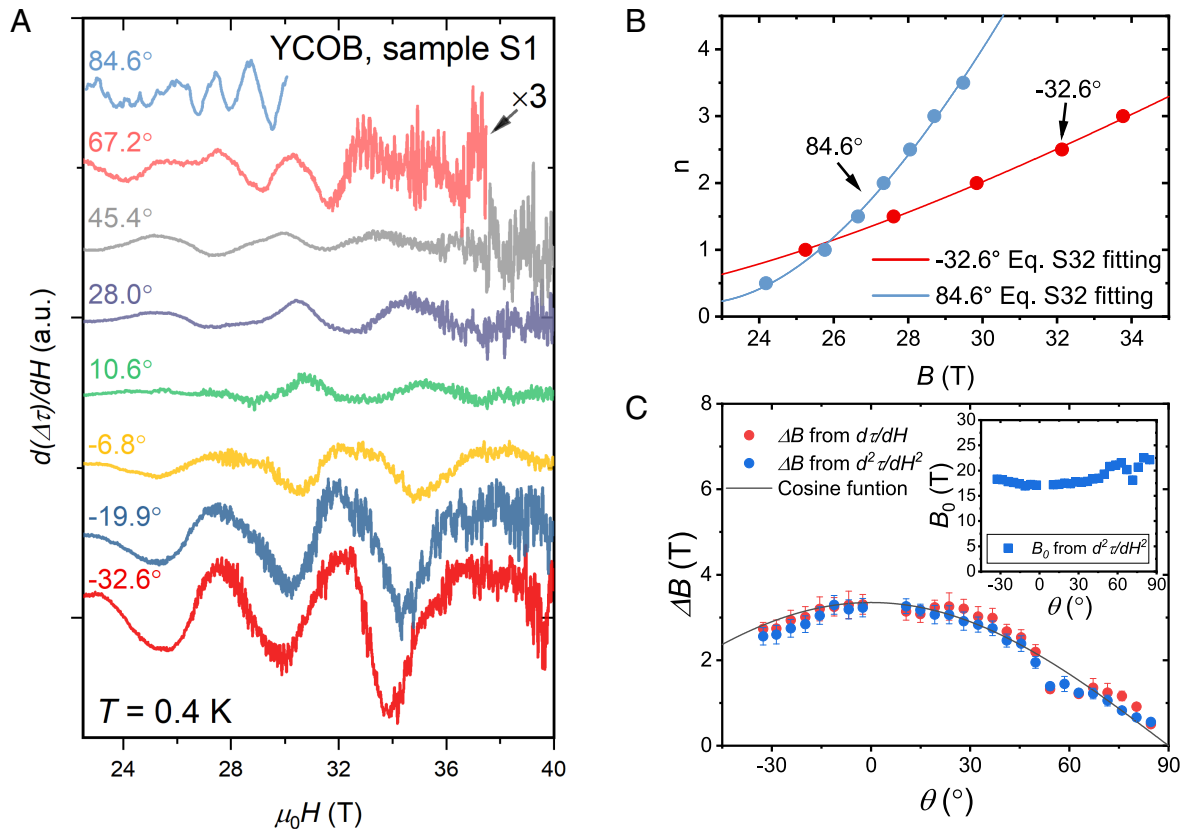 A
YCOB, sample S1
84.6°
×3
67.2°
45.4°
28.0°
10.6°
-6.8°
-19.9°
-32.6°
T = 0.4 K
d(Δτ)/dH (a.u.)
24 28 32 36 40
μ₀H (T)
B
4
3
2
1
0
n
84.6°
-32.6°
-32.6° Eq. S32 fitting
84.6° Eq. S32 fitting
24 26 28 30 32 34
B (T)
C
8
6
4
2
0
ΔB (T)
ΔB from dτ/dH
ΔB from d²τ/dH²
Cosine funtion
30
25
20
15
10
5
0
B₀ (T)
B₀ from d²τ/dH²
-30 0 30 60 90
θ (°)
-30 0 30 60 90
θ (°)